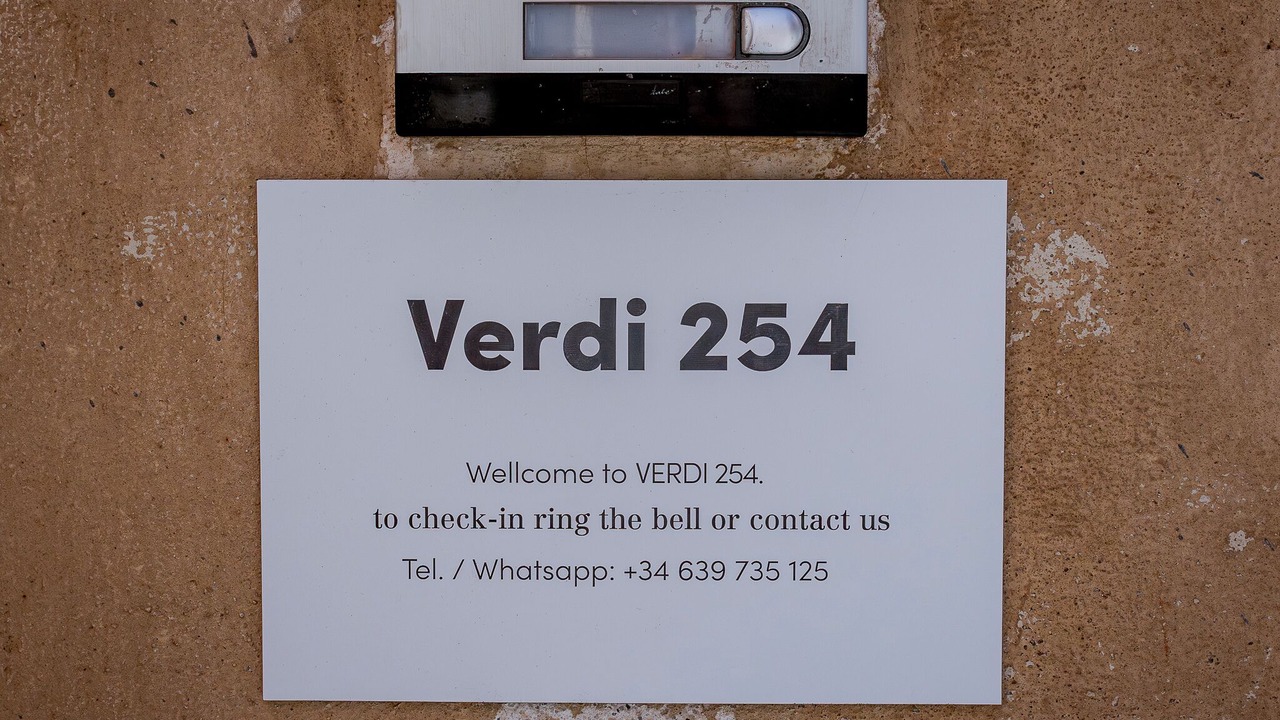 Verdi 254
Wellcome to VERDI 254.
to check-in ring the bell or contact us
Tel. / Whatsapp: +34 639 735 125